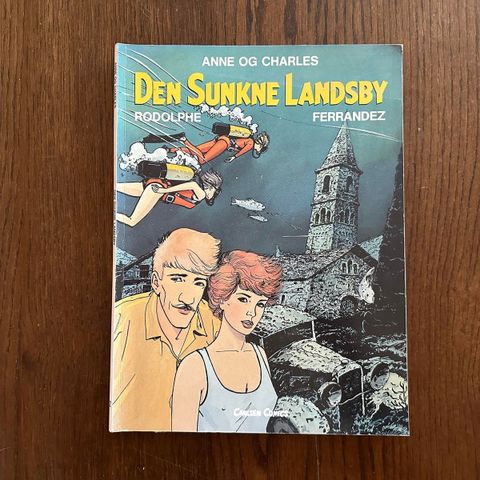 ANNE OG CHARLES
DEN SUNKNE LANDSBY
RODOLPHE FERRANDEZ
CARLSEN COMICS